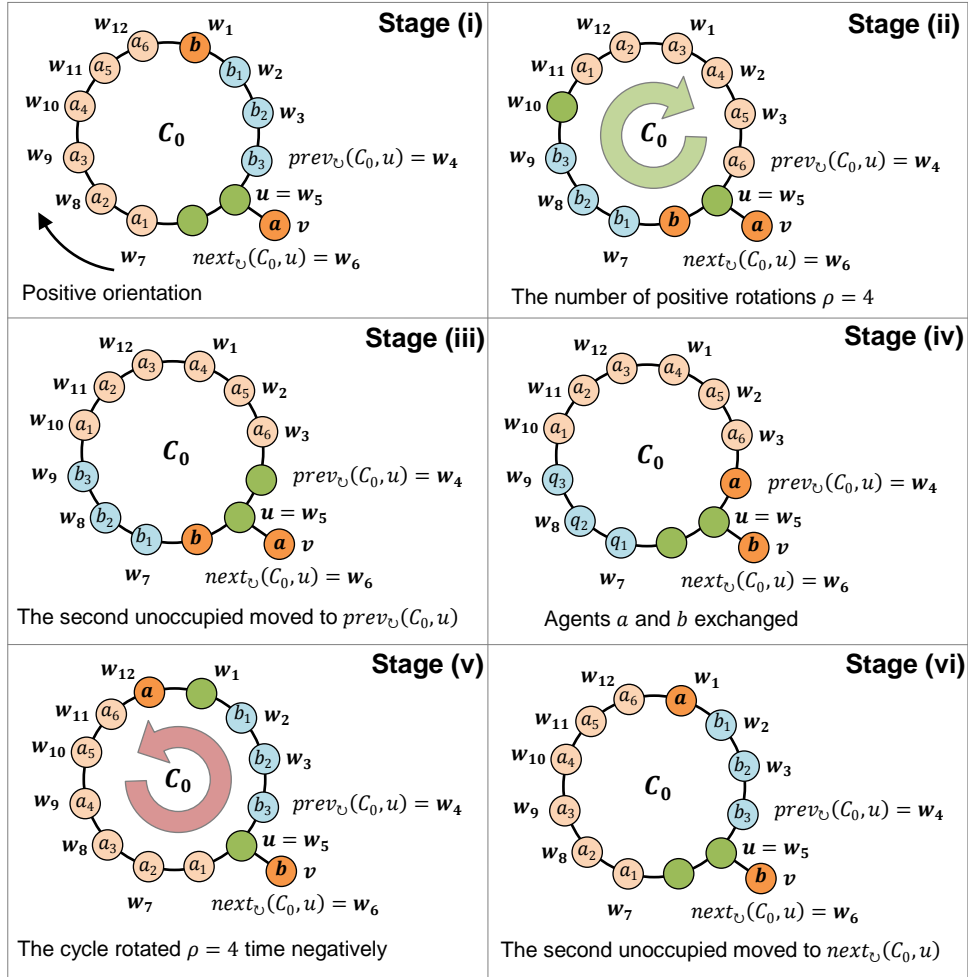 Stage (i)
w₁₂ w₁
a₆ b
w₁₁ a₅ b₁ w₂
w₁₀ a₄ b₂ w₃
C₀
w₉ a₃ b₃ prev↻(C₀, u) = w₄
w₈ a₂ u = w₅
a₁ a v
w₇ next↻(C₀, u) = w₆
Positive orientation
Stage (ii)
w₁₂ w₁
a₂ a₃
w₁₁ a₁ a₄ w₂
w₁₀ a₅ w₃
C₀
w₉ b₃ a₆ prev↻(C₀, u) = w₄
w₈ b₂ u = w₅
b₁ b a v
w₇ next↻(C₀, u) = w₆
The number of positive rotations ρ = 4
Stage (iii)
w₁₂ w₁
a₃ a₄
w₁₁ a₂ a₅ w₂
w₁₀ a₁ a₆ w₃
C₀
w₉ b₃ prev↻(C₀, u) = w₄
w₈ b₂ u = w₅
b₁ b a v
w₇ next↻(C₀, u) = w₆
The second unoccupied moved to prev↻(C₀, u)
Stage (iv)
w₁₂ w₁
a₃ a₄
w₁₁ a₂ a₅ w₂
w₁₀ a₁ a₆ w₃
C₀
w₉ q₃ a prev↻(C₀, u) = w₄
w₈ q₂ u = w₅
q₁ b v
w₇ next↻(C₀, u) = w₆
Agents a and b exchanged
Stage (v)
w₁₂ w₁
a
w₁₁ a₆ b₁ w₂
w₁₀ a₅ b₂ w₃
C₀
w₉ a₄ b₃ prev↻(C₀, u) = w₄
w₈ a₃ u = w₅
a₂ a₁ b v
w₇ next↻(C₀, u) = w₆
The cycle rotated ρ = 4 time negatively
Stage (vi)
w₁₂ w₁
a₆ a
w₁₁ a₅ b₁ w₂
w₁₀ a₄ b₂ w₃
C₀
w₉ a₃ b₃ prev↻(C₀, u) = w₄
w₈ a₂ u = w₅
a₁ b v
w₇ next↻(C₀, u) = w₆
The second unoccupied moved to next↻(C₀, u)